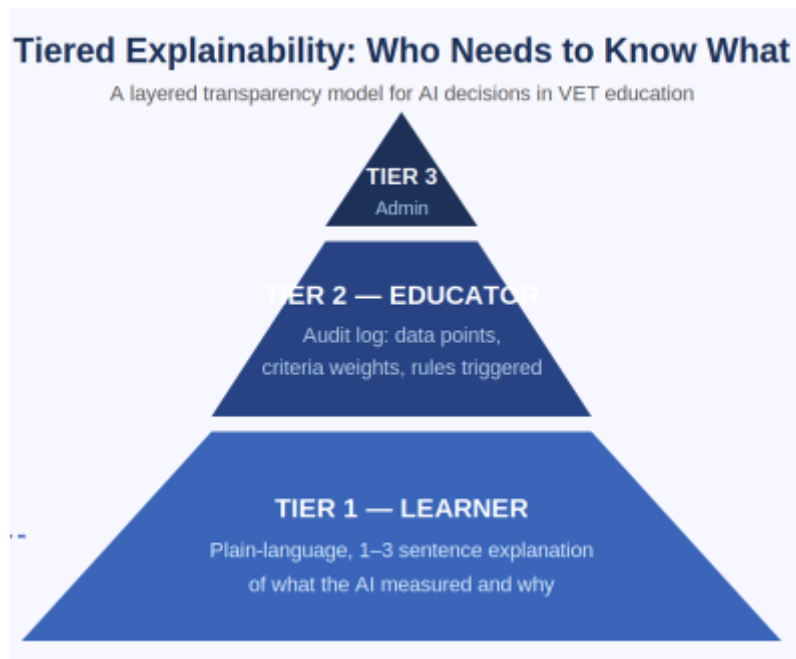 Tiered Explainability: Who Needs to Know What
A layered transparency model for AI decisions in VET education
TIER 3
Admin
TIER 2 — EDUCATOR
Audit log: data points,
criteria weights, rules triggered
TIER 1 — LEARNER
Plain-language, 1–3 sentence explanation
of what the AI measured and why